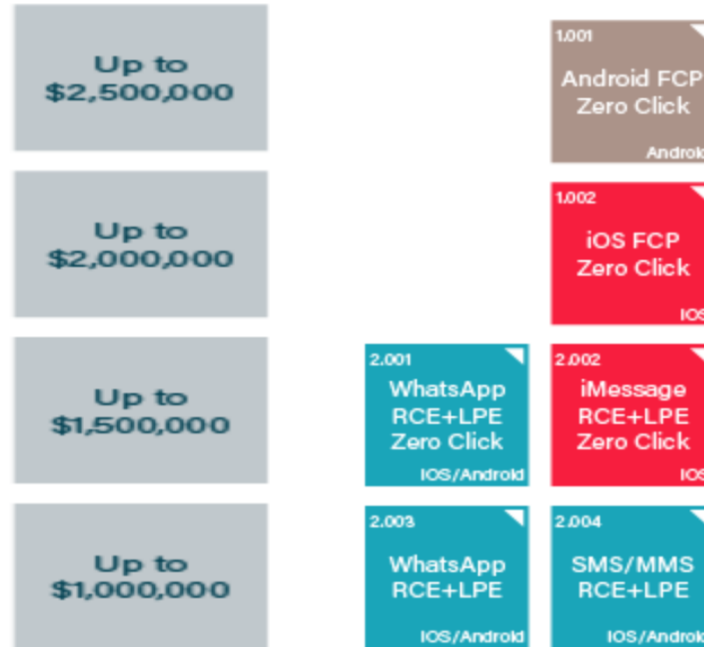 Up to
$2,500,000
1.001
Android FCP
Zero Click
Up to
$2,000,000
1.002
iOS FCP
Zero Click
iOS
Up to
$1,500,000
2.001
WhatsApp
RCE+LPE
Zero Click
IOS/Android
2.002
iMessage
RCE+LPE
Zero Click
IOS
Up to
$1,000,000
2.003
WhatsApp
RCE+LPE
IOS/Android
2.004
SMS/MMS
RCE+LPE